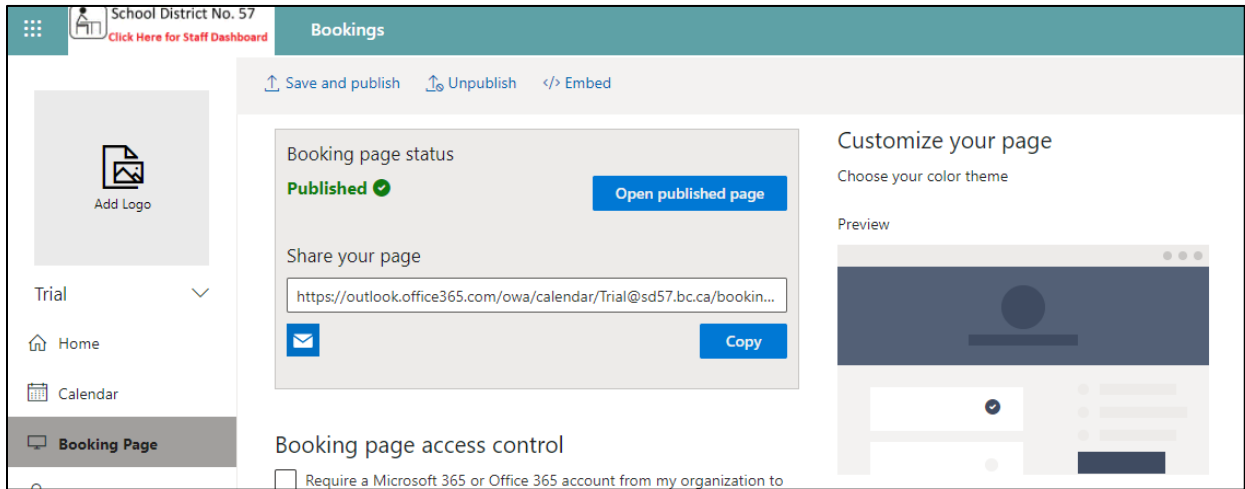 School District No. 57
Click Here for Staff Dashboard
Bookings
Save and publish
Unpublish
</> Embed
Add Logo
Trial
Home
Calendar
Booking Page
Booking page status
Published
Open published page
Share your page
https://outlook.office365.com/owa/calendar/Trial@sd57.bc.ca/bookin...
Copy
Booking page access control
Require a Microsoft 365 or Office 365 account from my organization to
Customize your page
Choose your color theme
Preview